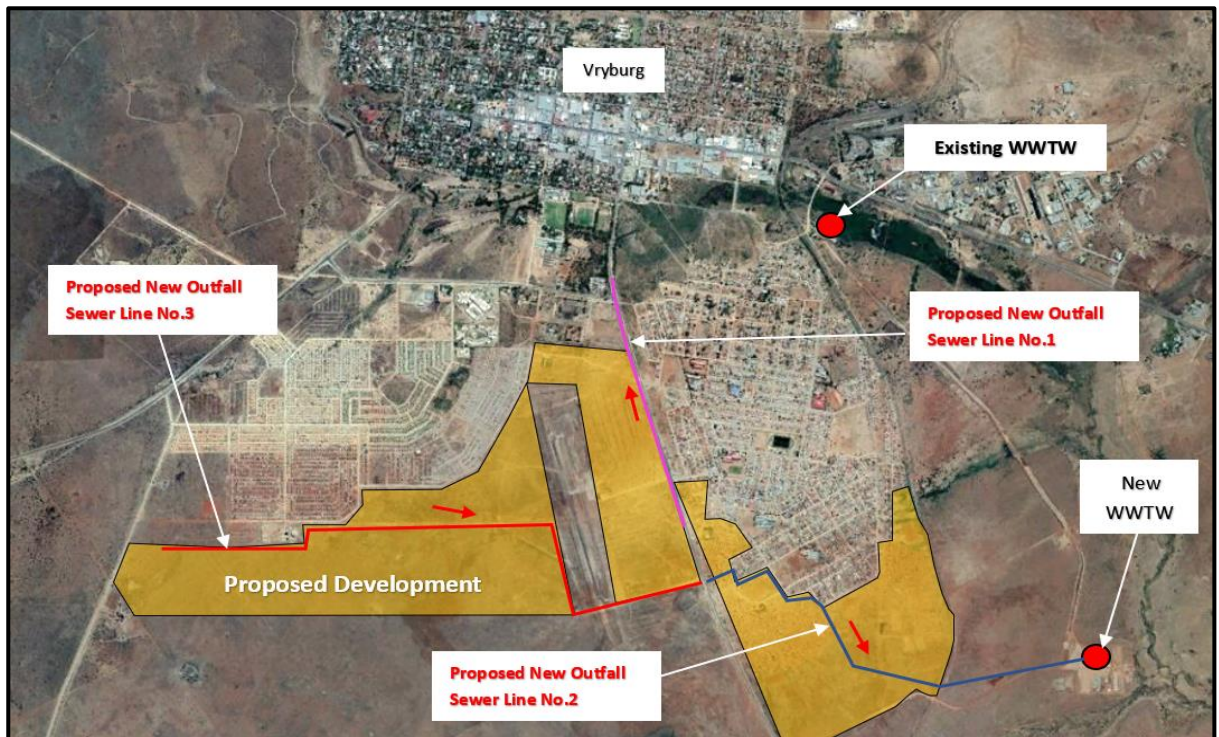 Vryburg
Existing WWTW
Proposed New Outfall
Sewer Line No.3
Proposed New Outfall
Sewer Line No.1
New
WWTW
Proposed Development
Proposed New Outfall
Sewer Line No.2